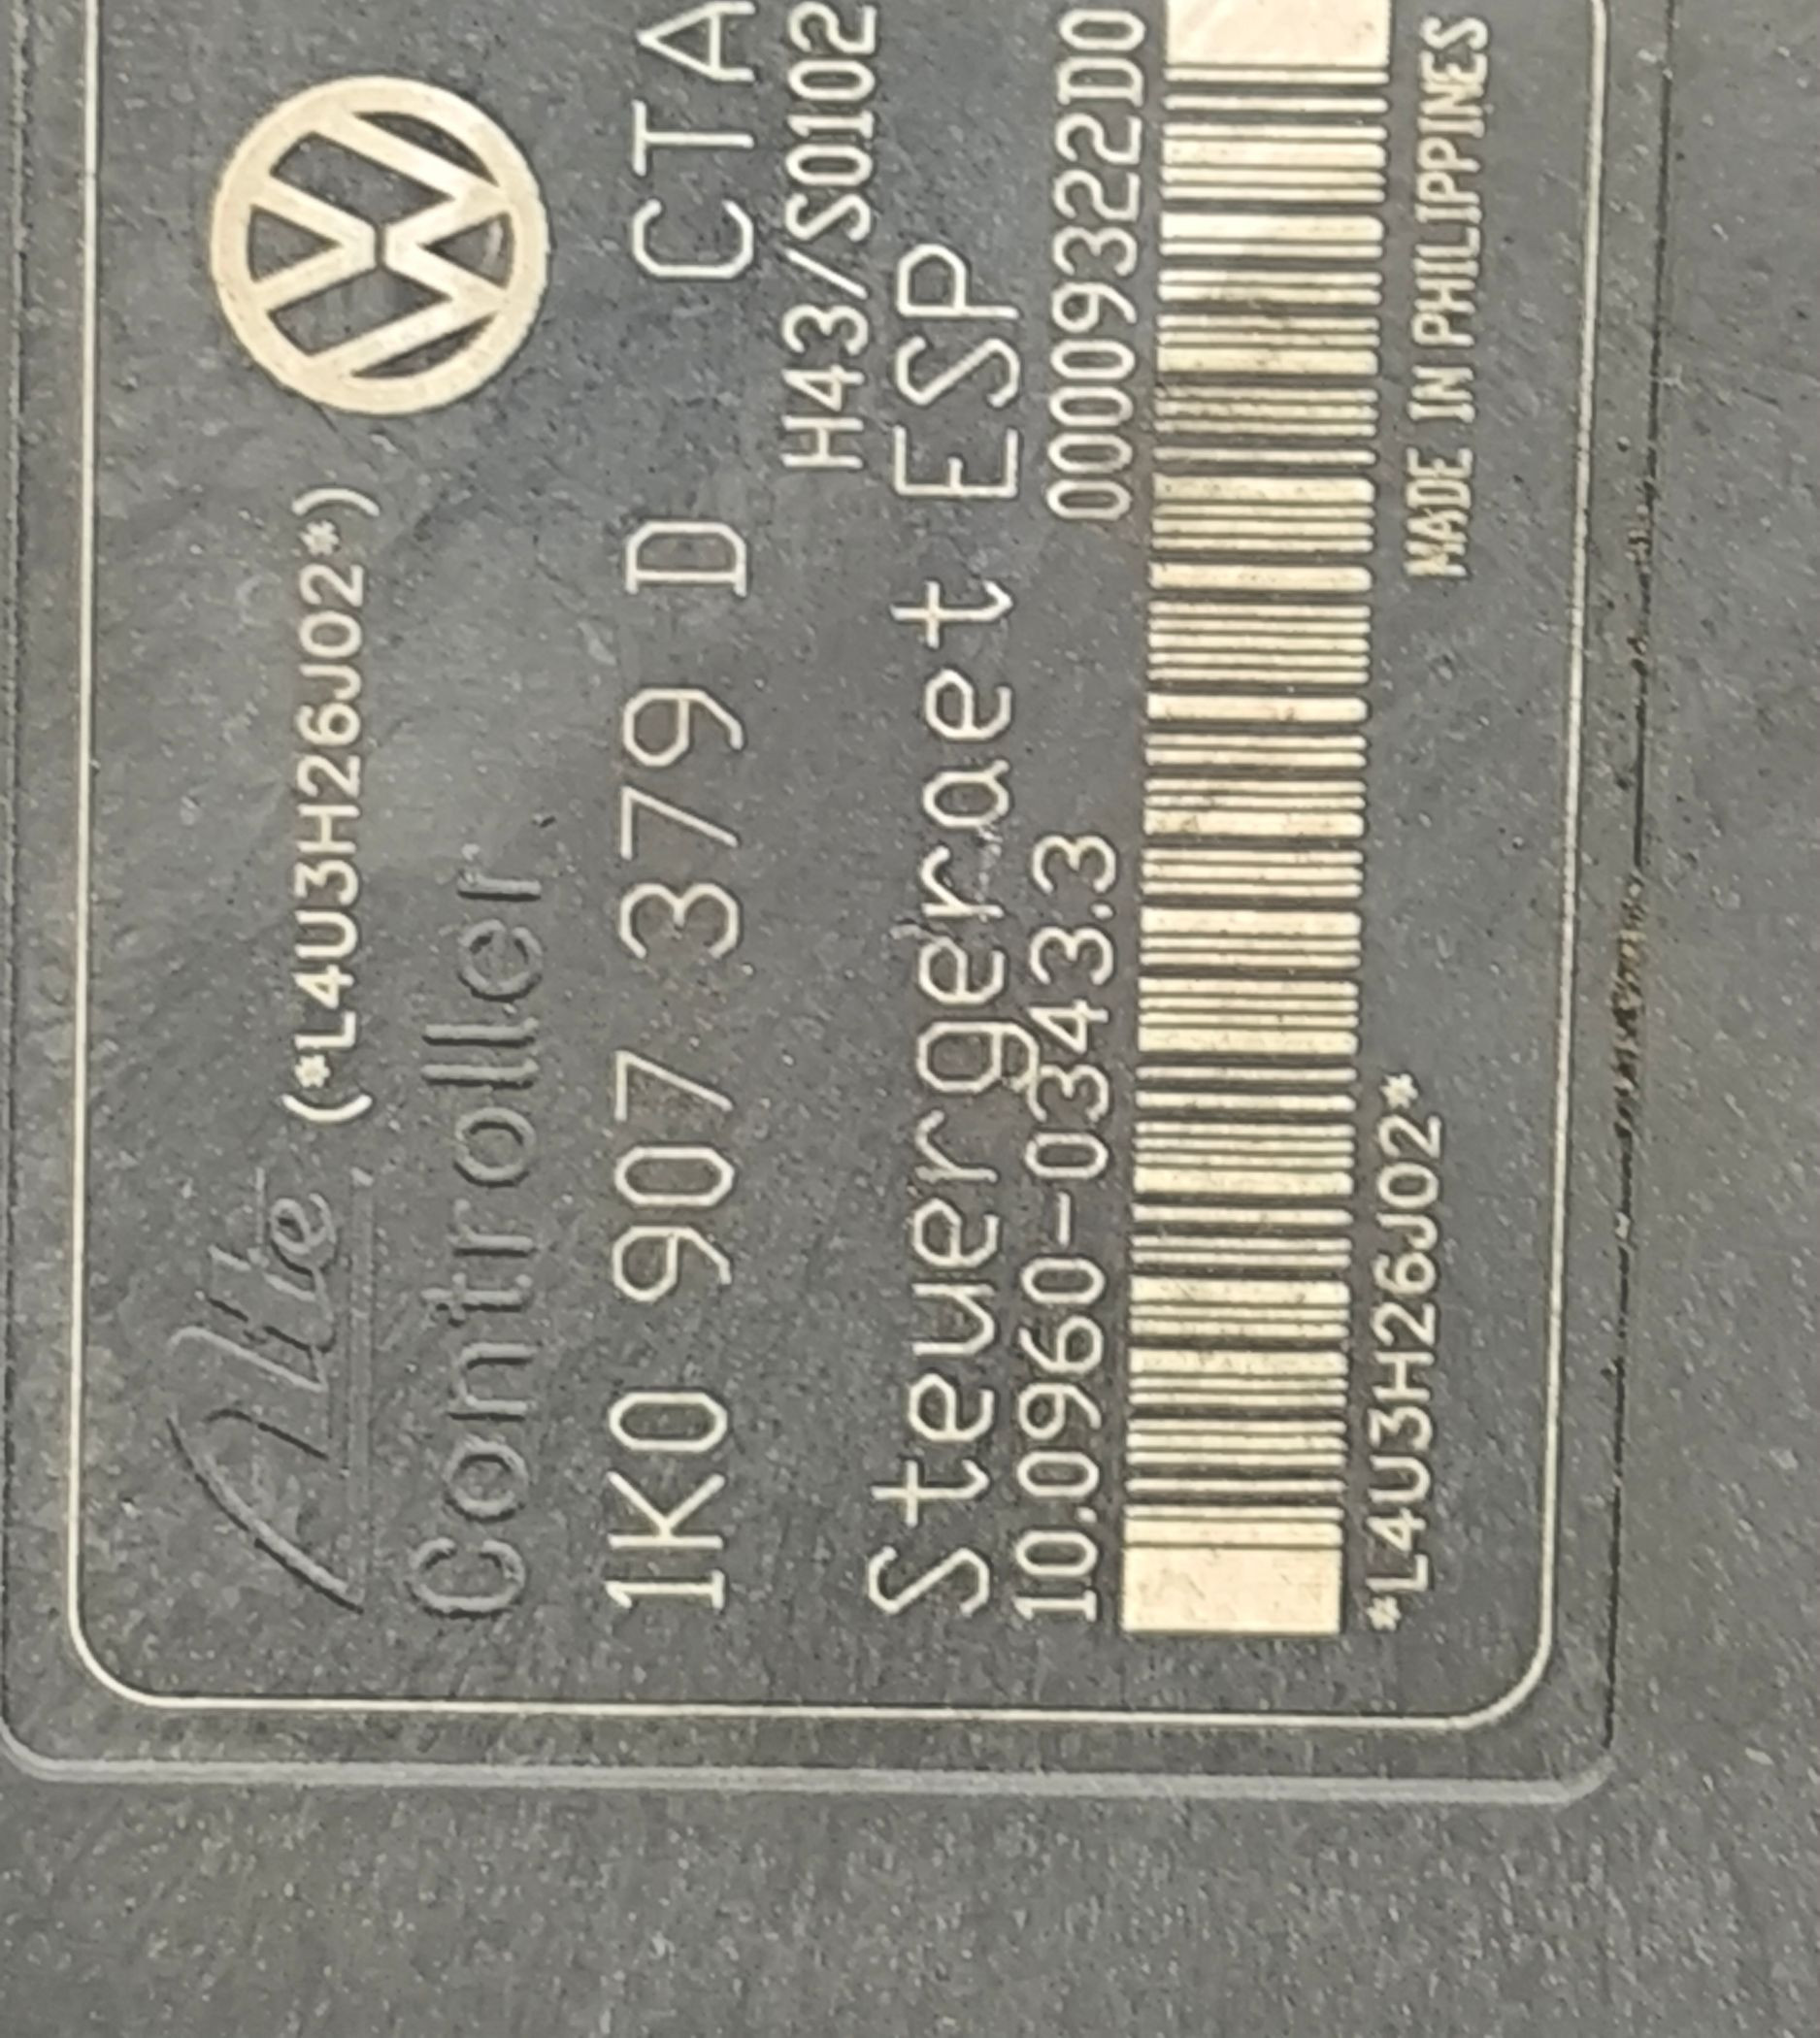 Alte (*L4U3H26J02*)
Controller
1K0 907 379 D CTA
H43/S0102
Steuergeraet ESP
10.0960-0343.3 00009322D0
*L4U3H26J02* MADE IN PHILIPPINES